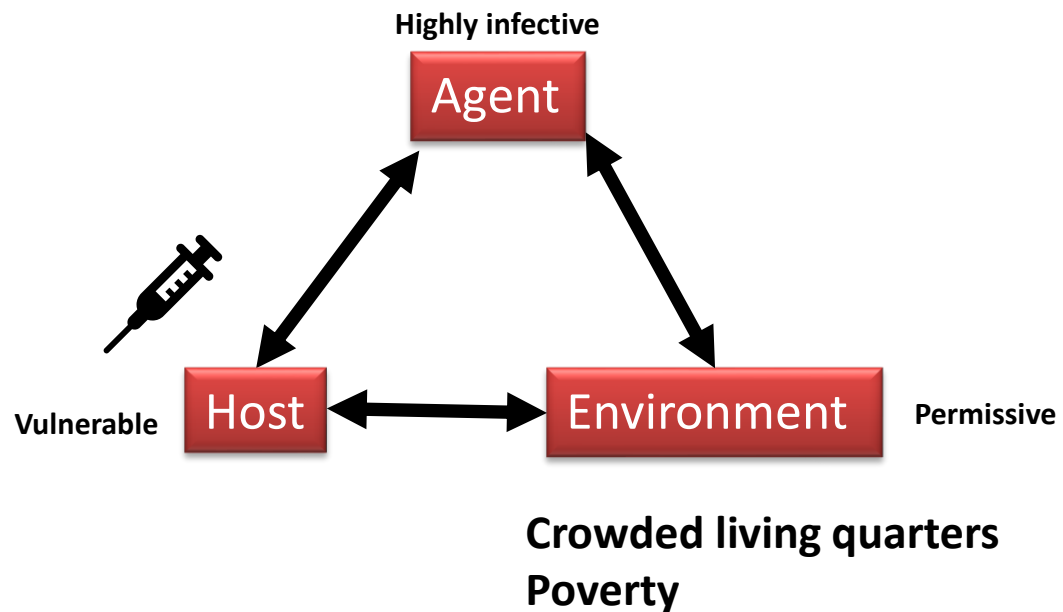 Highly infective
Agent
Vulnerable
Host
Environment
Permissive
Crowded living quarters
Poverty